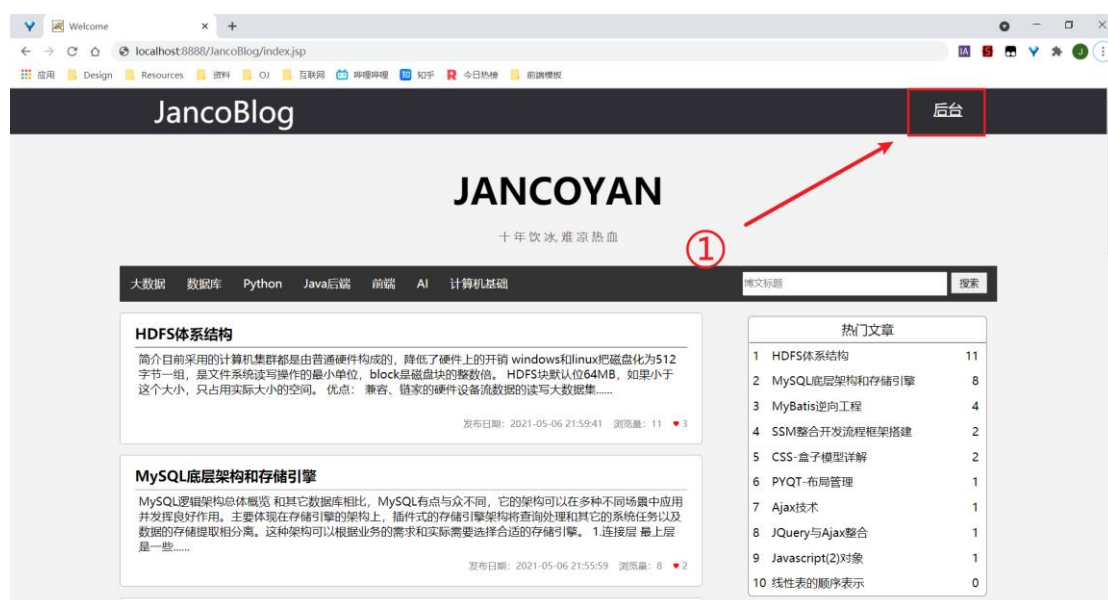 Welcome
localhost:8888/JancoBlog/index.jsp
应用 Design Resources 资料 OJ 互联网 哔哩哔哩 知乎 今日热榜 前端模板
JancoBlog
后台
JANCOYAN
十年饮冰,难凉热血
①
大数据 数据库 Python Java后端 前端 AI 计算机基础
博文标题
搜索
HDFS体系结构
简介目前采用的计算机集群都是由普通硬件构成的，降低了硬件上的开销 windows和linux把磁盘化为512
字节一组，是文件系统读写操作的最小单位，block是磁盘块的整数倍。 HDFS块默认位64MB，如果小于
这个大小，只占用实际大小的空间。 优点： 兼容、链家的硬件设备流数据的读写大数据集......
发布日期：2021-05-06 21:59:41 浏览量：11 ♥3
MySQL底层架构和存储引擎
MySQL逻辑架构总体概览 和其它数据库相比，MySQL有点与众不同，它的架构可以在多种不同场景中应用
并发挥良好作用。主要体现在存储引擎的架构上，插件式的存储引擎架构将查询处理和其它的系统任务以及
数据的存储提取相分离。这种架构可以根据业务的需求和实际需要选择合适的存储引擎。 1.连接层 最上层
是一些......
发布日期：2021-05-06 21:55:59 浏览量：8 ♥2
热门文章
1 HDFS体系结构 11
2 MySQL底层架构和存储引擎 8
3 MyBatis逆向工程 4
4 SSM整合开发流程框架搭建 2
5 CSS-盒子模型详解 2
6 PYQT-布局管理 1
7 Ajax技术 1
8 JQuery与Ajax整合 1
9 Javascript(2)对象 1
10 线性表的顺序表示 0